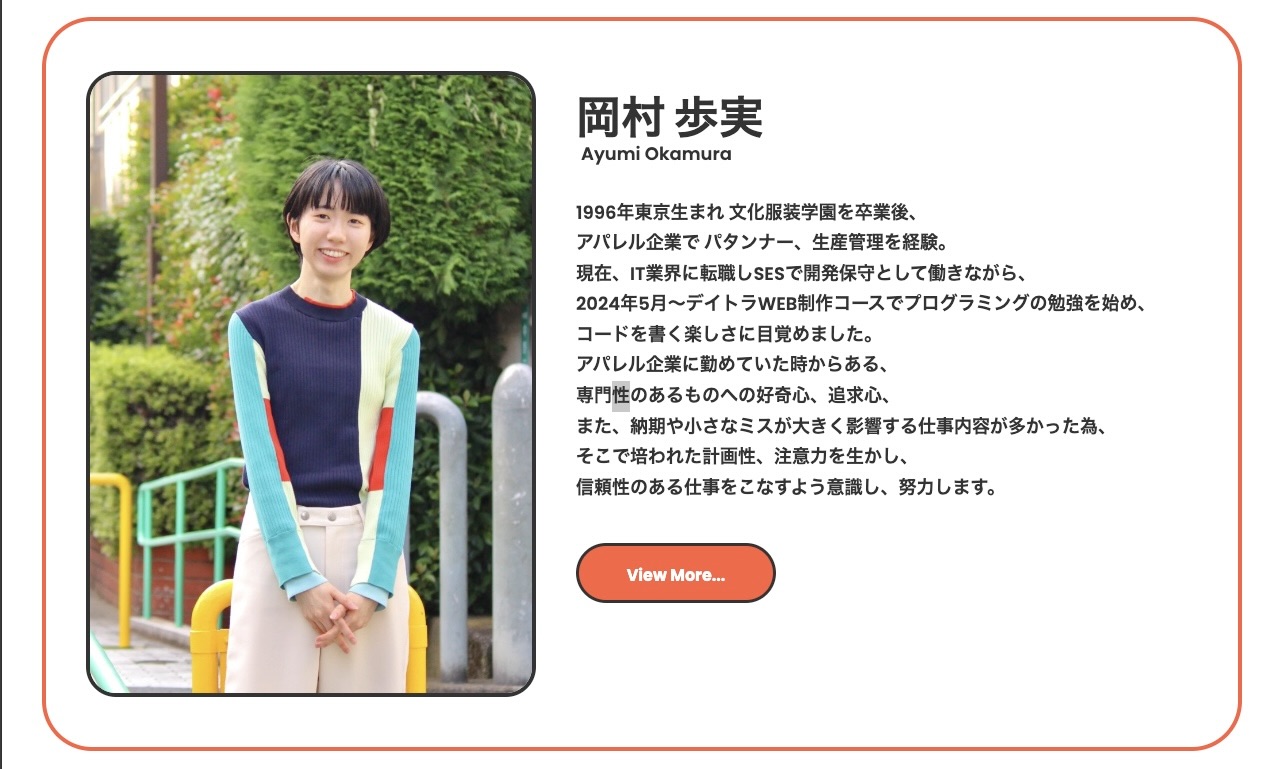 岡村 歩実
Ayumi Okamura
1996年東京生まれ 文化服装学園を卒業後、
アパレル企業で パタンナー、生産管理を経験。
現在、IT業界に転職しSESで開発保守として働きながら、
2024年5月〜デイトラWEB制作コースでプログラミングの勉強を始め、
コードを書く楽しさに目覚めました。
アパレル企業に勤めていた時からある、
専門性のあるものへの好奇心、追求心、
また、納期や小さなミスが大きく影響する仕事内容が多かった為、
そこで培われた計画性、注意力を生かし、
信頼性のある仕事をこなすよう意識し、努力します。
View More...